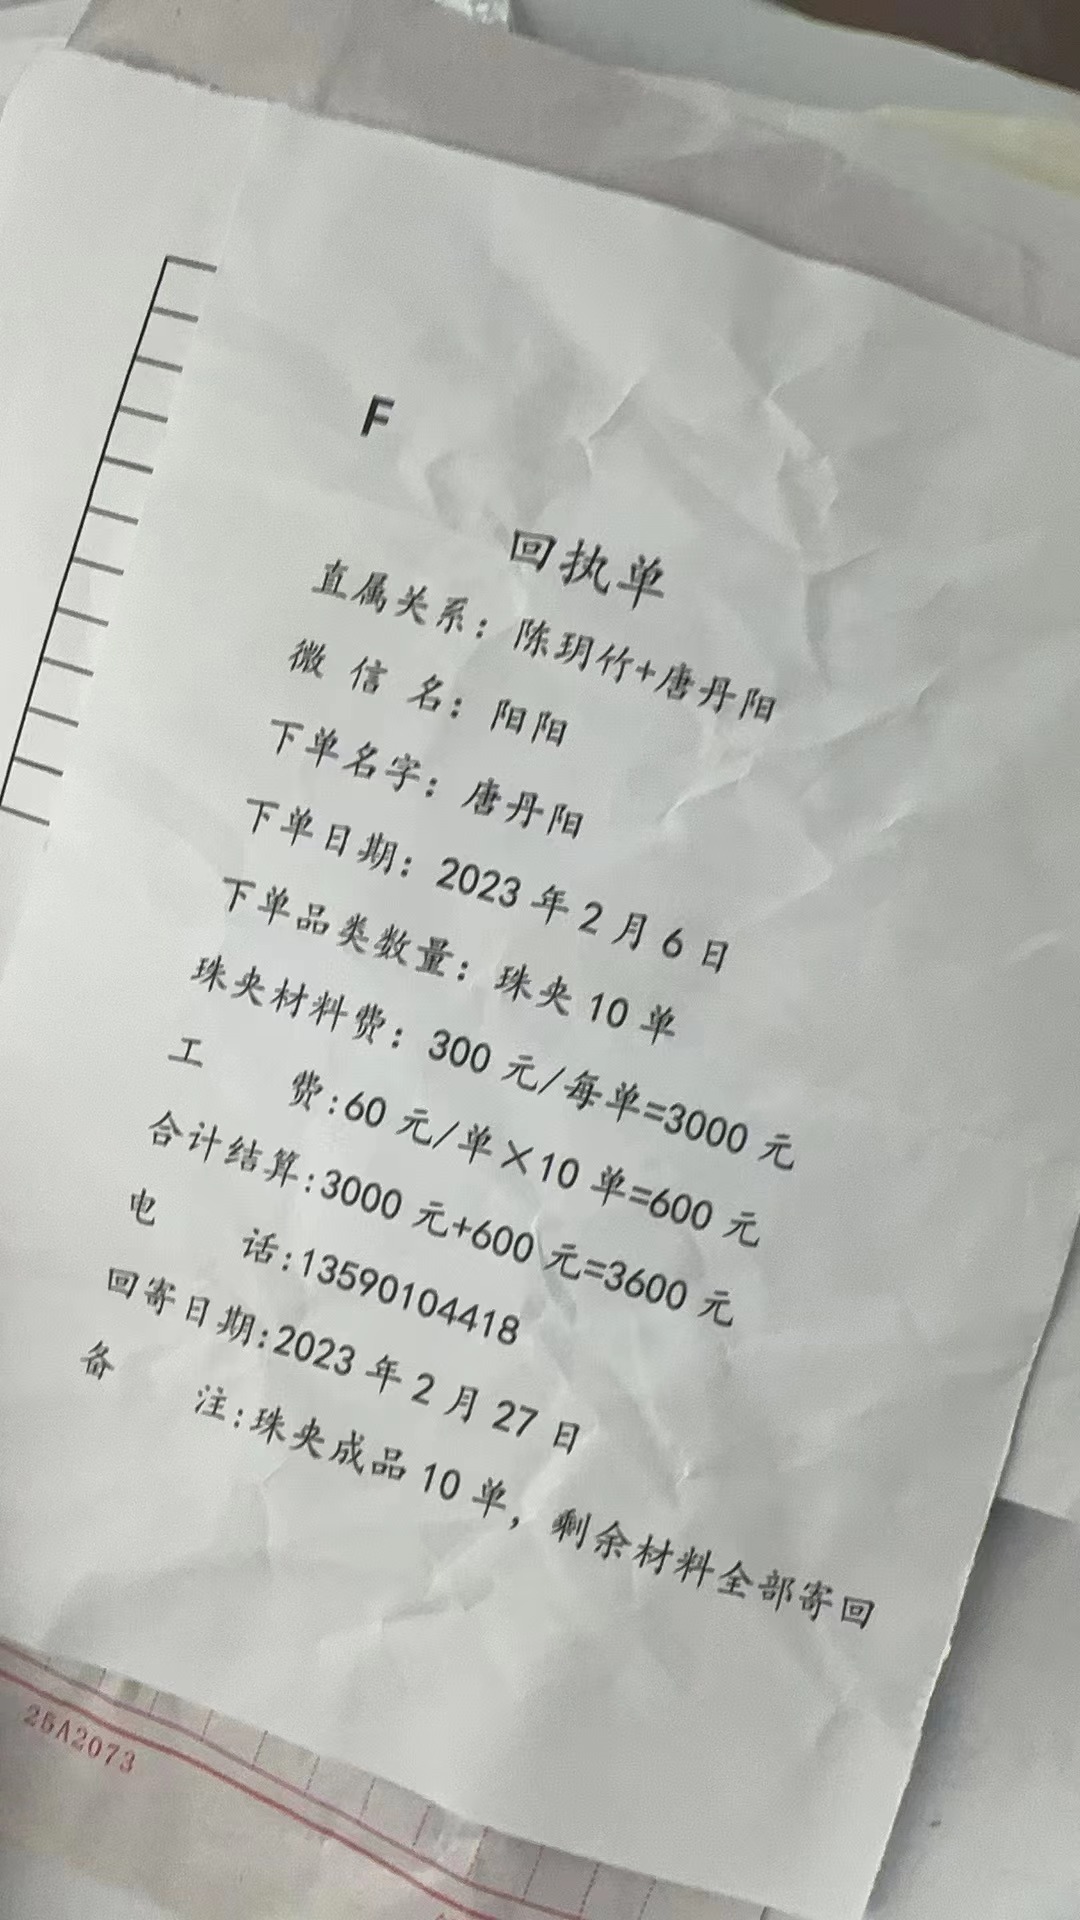 F
回执单
直属关系：陈玥竹+唐丹阳
微 信 名：阳阳
下单名字：唐丹阳
下单日期：2023 年 2 月 6 日
下单品类数量：珠夹 10 单
珠夹材料费：300 元/每单=3000 元
工 费:60 元/单×10 单=600 元
合计结算:3000 元+600 元=3600 元
电 话:13590104418
回寄日期:2023 年 2 月 27 日
备 注:珠夹成品 10 单，剩余材料全部寄回
25A2073